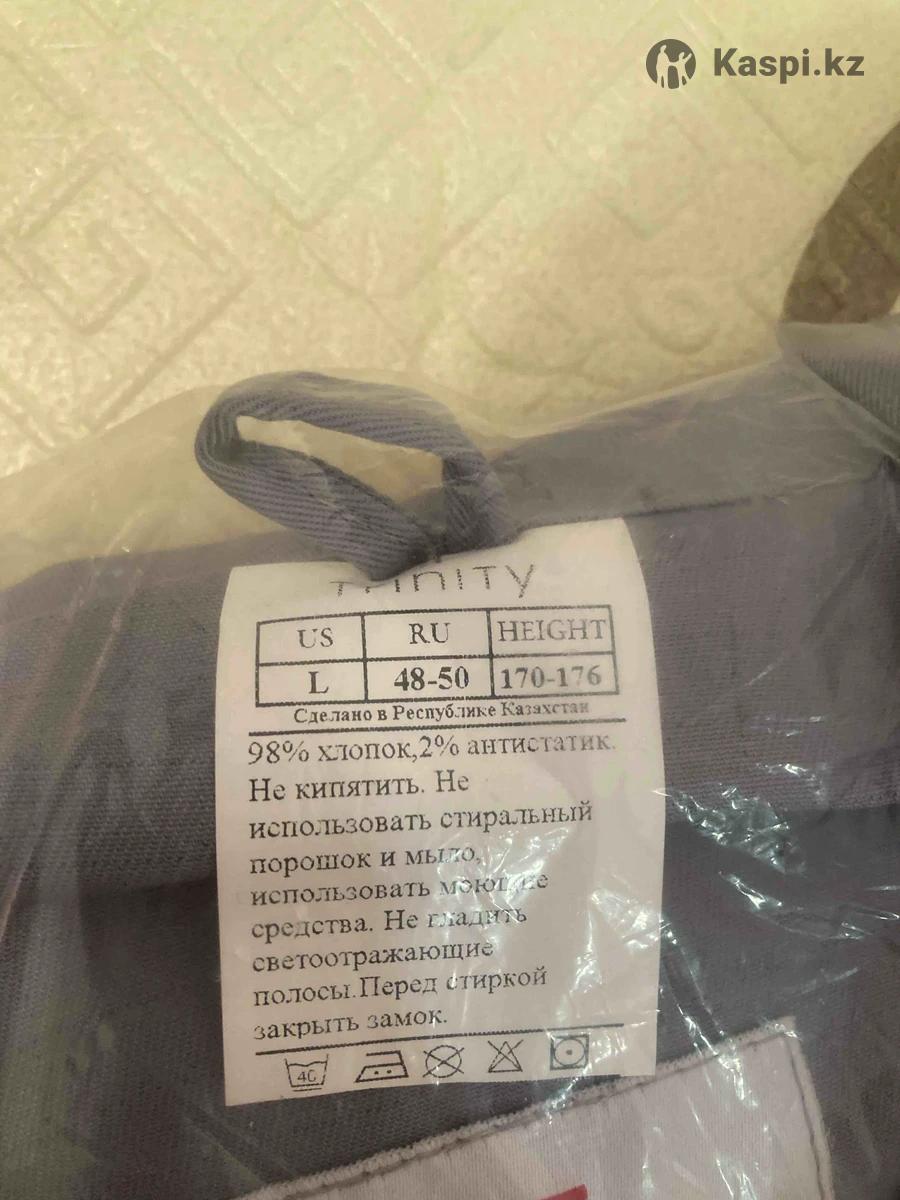 Kaspi.kz
Trinity
US RU HEIGHT
L 48-50 170-176
Сделано в Республике Казахстан
98% хлопок,2% антистатик.
Не кипятить. Не
использовать стиральный
порошок и мыло,
использовать моющие
средства. Не гладить
светоотражающие
полосы.Перед стиркой
закрыть замок.
40